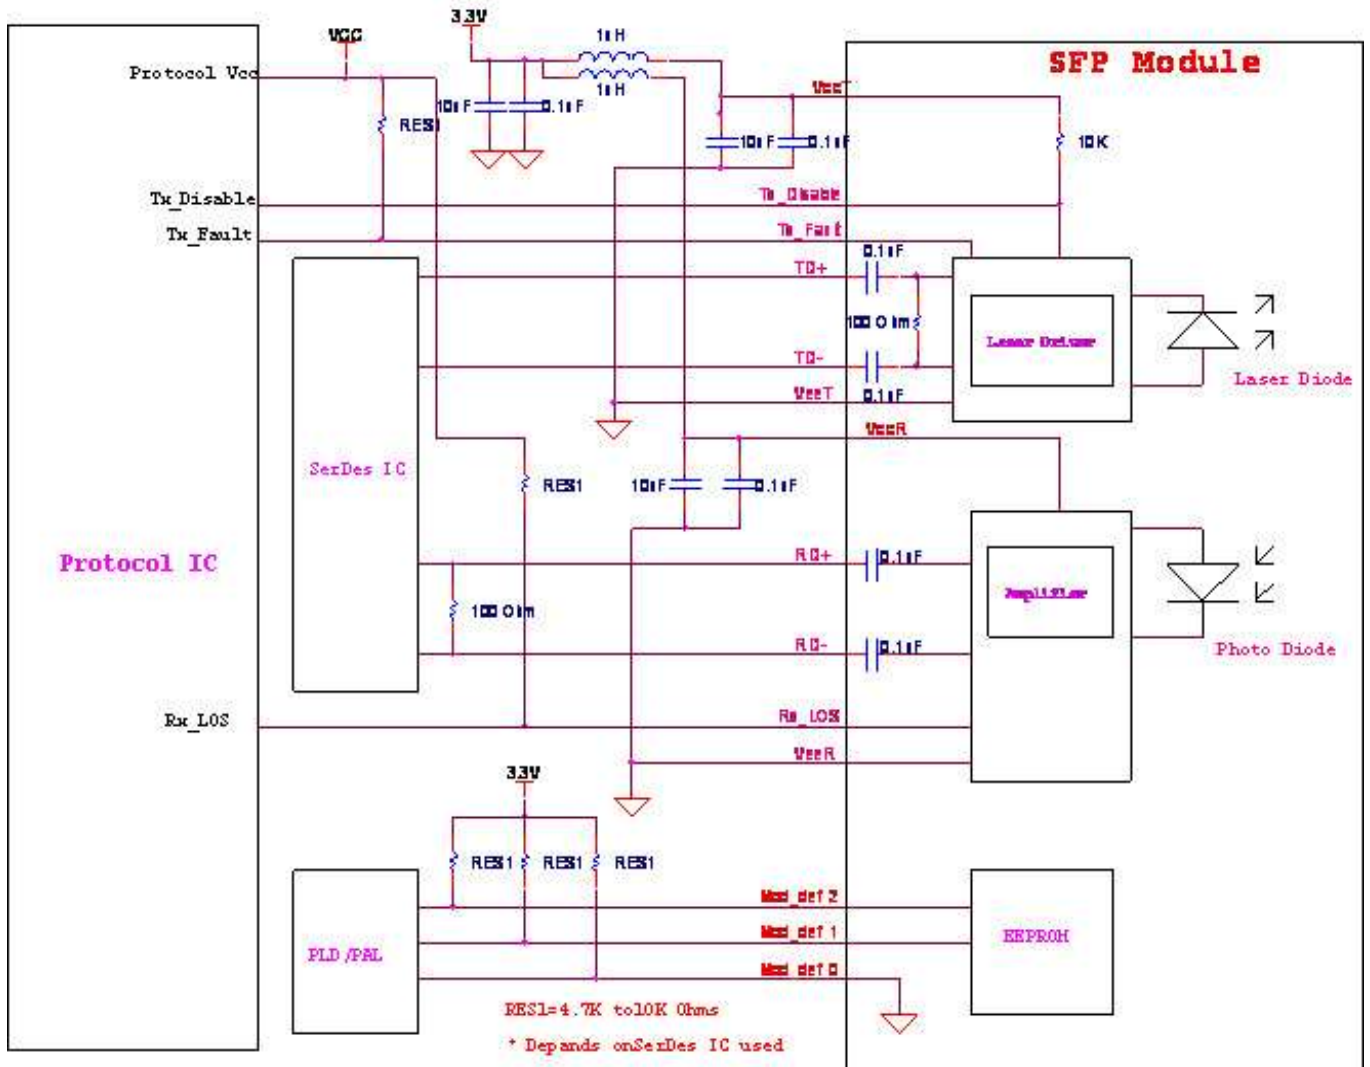 3.3V
VCC
1uH
SFP Module
Protocol Vcc
1uH
VccT
10uF
0.1uF
RES1
10uF
0.1uF
10K
Tx_Disable
Tx_Disable
Tx_Fault
Tx_Fault
0.1uF
TD+
100 Ohm
Laser Driver
TD-
Laser Diode
VeeT
0.1uF
VccR
SerDes IC
RES1
10uF
0.1uF
Protocol IC
RD+
0.1uF
Amplifier
100 Ohm
RD-
0.1uF
Photo Diode
Rx_LOS
Rx_LOS
VeeR
3.3V
RES1
RES1
RES1
Mod_def 2
Mod_def 1
EEPROM
PLD/PAL
Mod_def 0
RES1=4.7K to10K Ohms
* Depands onSerDes IC used